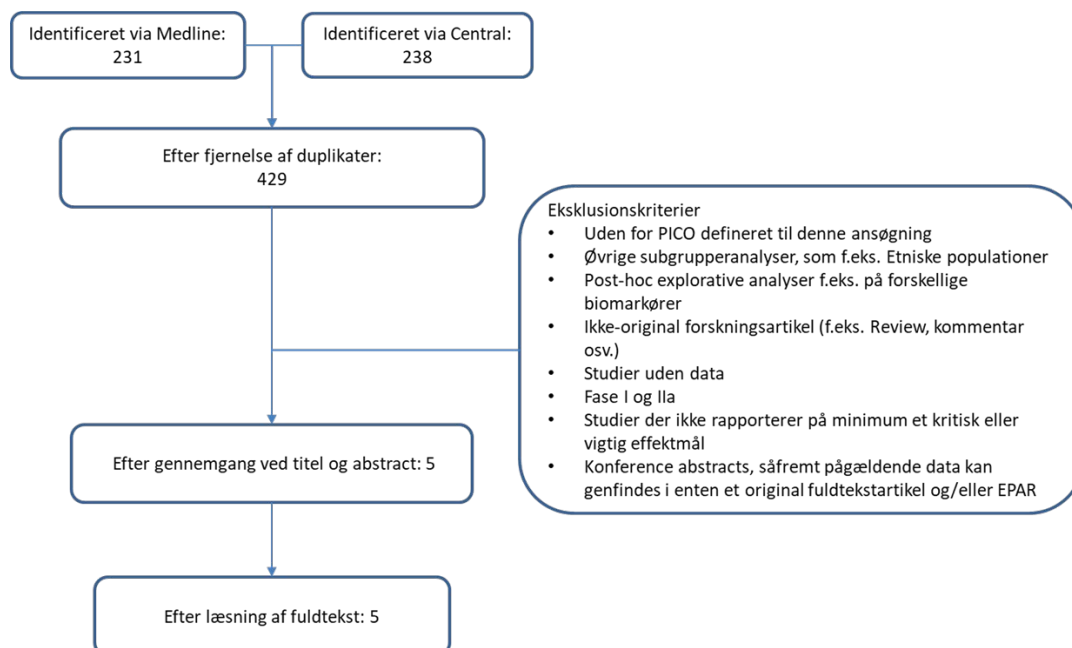 Identificeret via Medline:
231
Identificeret via Central:
238
Efter fjernelse af duplikater:
429
Eksklusionskriterier
• Uden for PICO defineret til denne ansøgning
• Øvrige subgrupperanalyser, som f.eks. Etniske populationer
• Post-hoc explorative analyser f.eks. på forskellige
biomarkører
• Ikke-original forskningsartikel (f.eks. Review, kommentar
osv.)
• Studier uden data
• Fase I og IIa
• Studier der ikke rapporterer på minimum et kritisk eller
vigtig effektmål
• Konference abstracts, såfremt pågældende data kan
genfindes i enten et original fuldtekstartikel og/eller EPAR
Efter gennemgang ved titel og abstract: 5
Efter læsning af fuldtekst: 5